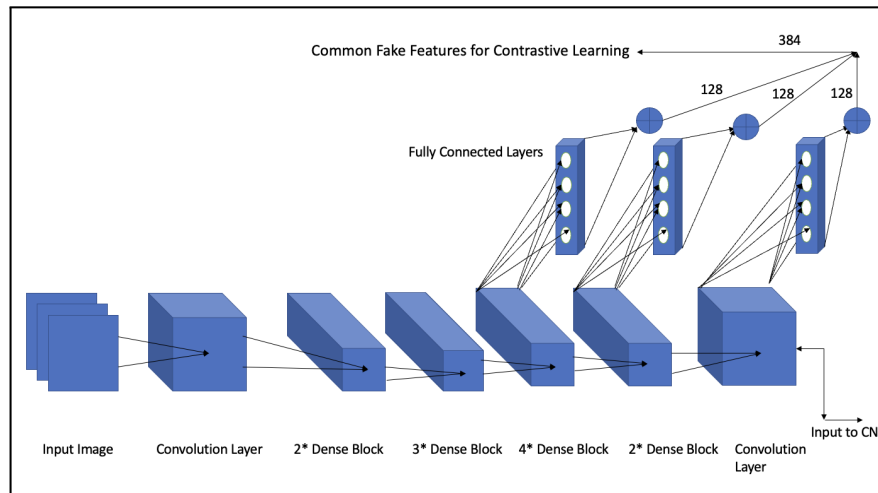 Common Fake Features for Contrastive Learning
384
128
128
128
Fully Connected Layers
Input to CN
Input Image
Convolution Layer
2* Dense Block
3* Dense Block
4* Dense Block
2* Dense Block
Convolution
Layer